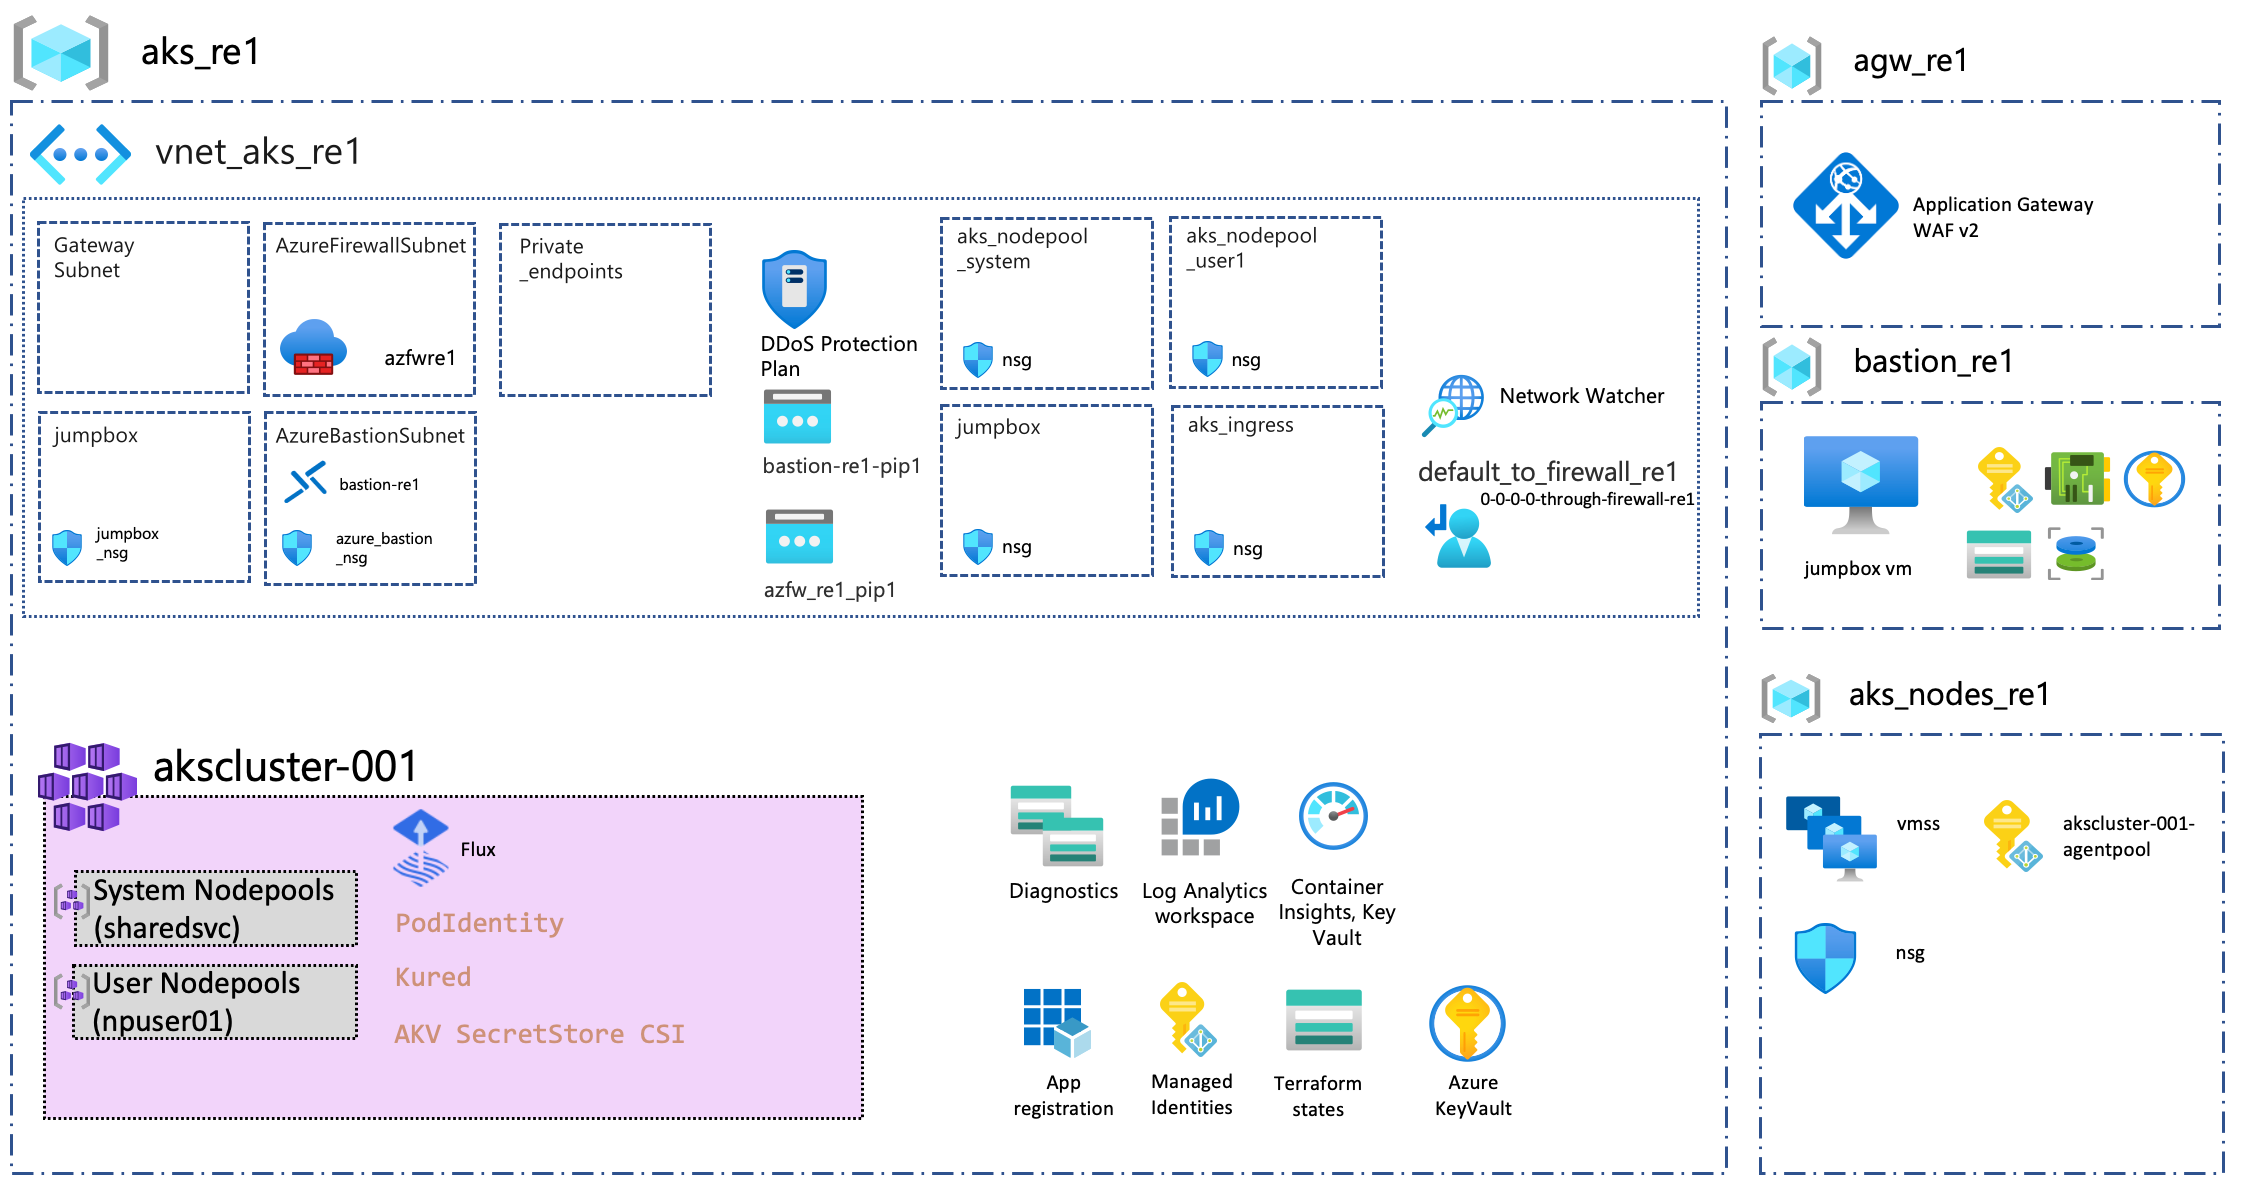 aks_re1
vnet_aks_re1
Gateway
Subnet
AzureFirewallSubnet
azfwre1
Private
_endpoints
jumpbox
jumpbox
_nsg
AzureBastionSubnet
bastion-re1
azure_bastion
_nsg
DDoS Protection
Plan
bastion-re1-pip1
azfw_re1_pip1
aks_nodepool
_system
nsg
aks_nodepool
_user1
nsg
jumpbox
nsg
aks_ingress
nsg
Network Watcher
default_to_firewall_re1
0-0-0-0-through-firewall-re1
akscluster-001
System Nodepools
(sharedsvc)
User Nodepools
(npuser01)
Flux
PodIdentity
Kured
AKV SecretStore CSI
Diagnostics
Log Analytics
workspace
Container
Insights, Key
Vault
App
registration
Managed
Identities
Terraform
states
Azure
KeyVault
agw_re1
Application Gateway
WAF v2
bastion_re1
jumpbox vm
aks_nodes_re1
vmss
akscluster-001-
agentpool
nsg